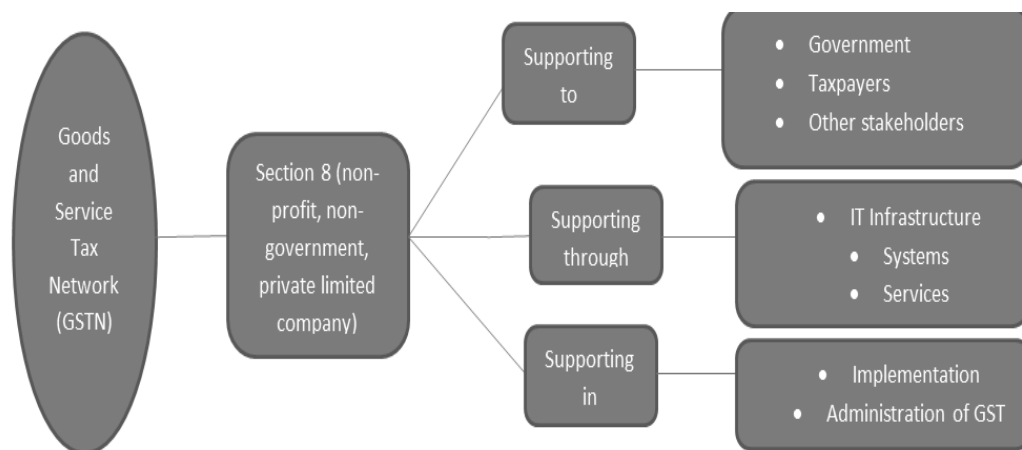 Goods
and
Service
Tax
Network
(GSTN)
Section 8 (non-
profit, non-
government,
private limited
company)
Supporting
to
• Government
• Taxpayers
• Other stakeholders
Supporting
through
• IT Infrastructure
• Systems
• Services
Supporting
in
• Implementation
• Administration of GST